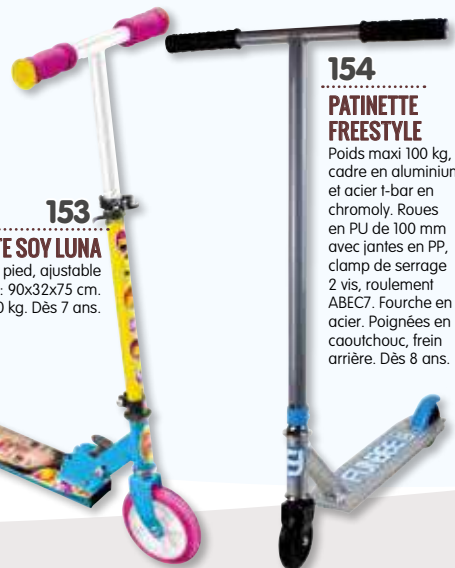 153
TE SOY LUNA
pied, ajustable
: 90x32x75 cm.
0 kg. Dès 7 ans.
154
PATINETTE
FREESTYLE
Poids maxi 100 kg,
cadre en aluminium
et acier t-bar en
chromoly. Roues
en PU de 100 mm
avec jantes en PP,
clamp de serrage
2 vis, roulement
ABEC7. Fourche en
acier. Poignées en
caoutchouc, frein
arrière. Dès 8 ans.
FUNBEE